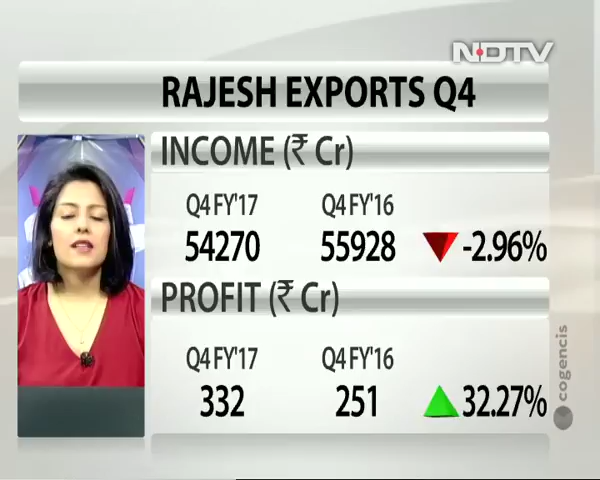 NDTV
RAJESH EXPORTS Q4
INCOME (₹ Cr)
Q4 FY'17 Q4 FY'16
54270 55928 -2.96%
PROFIT (₹ Cr)
Q4 FY'17 Q4 FY'16
332 251 32.27%
cogencis